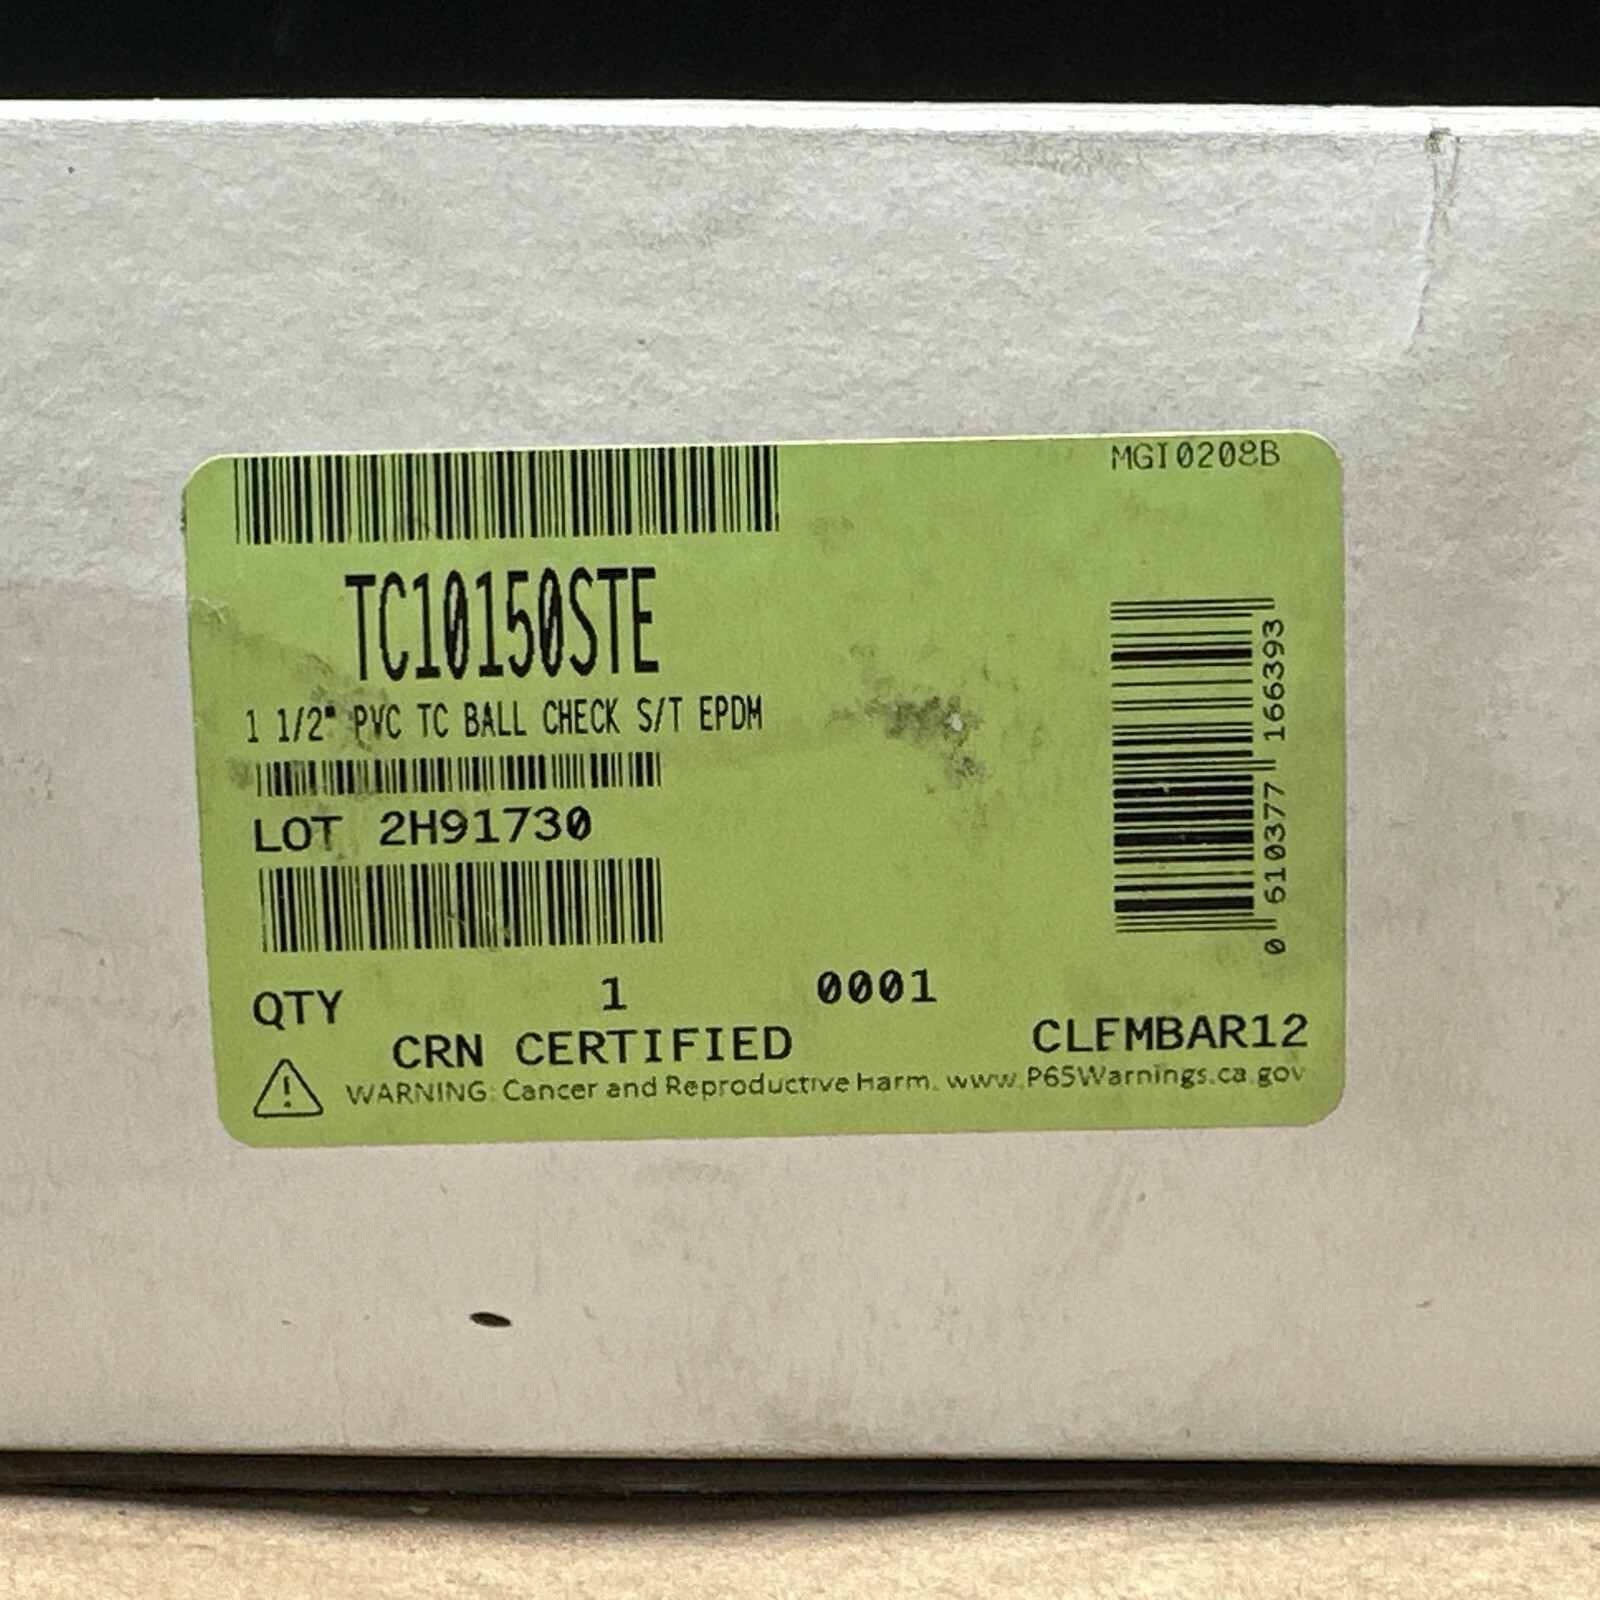 MGI0208B
TC10150STE
1 1/2" PVC TC BALL CHECK S/T EPDM
LOT 2H91730
QTY 1 0001
CRN CERTIFIED CLFMBAR12
WARNING: Cancer and Reproductive Harm. www.P65Warnings.ca.gov
0 610377 166393